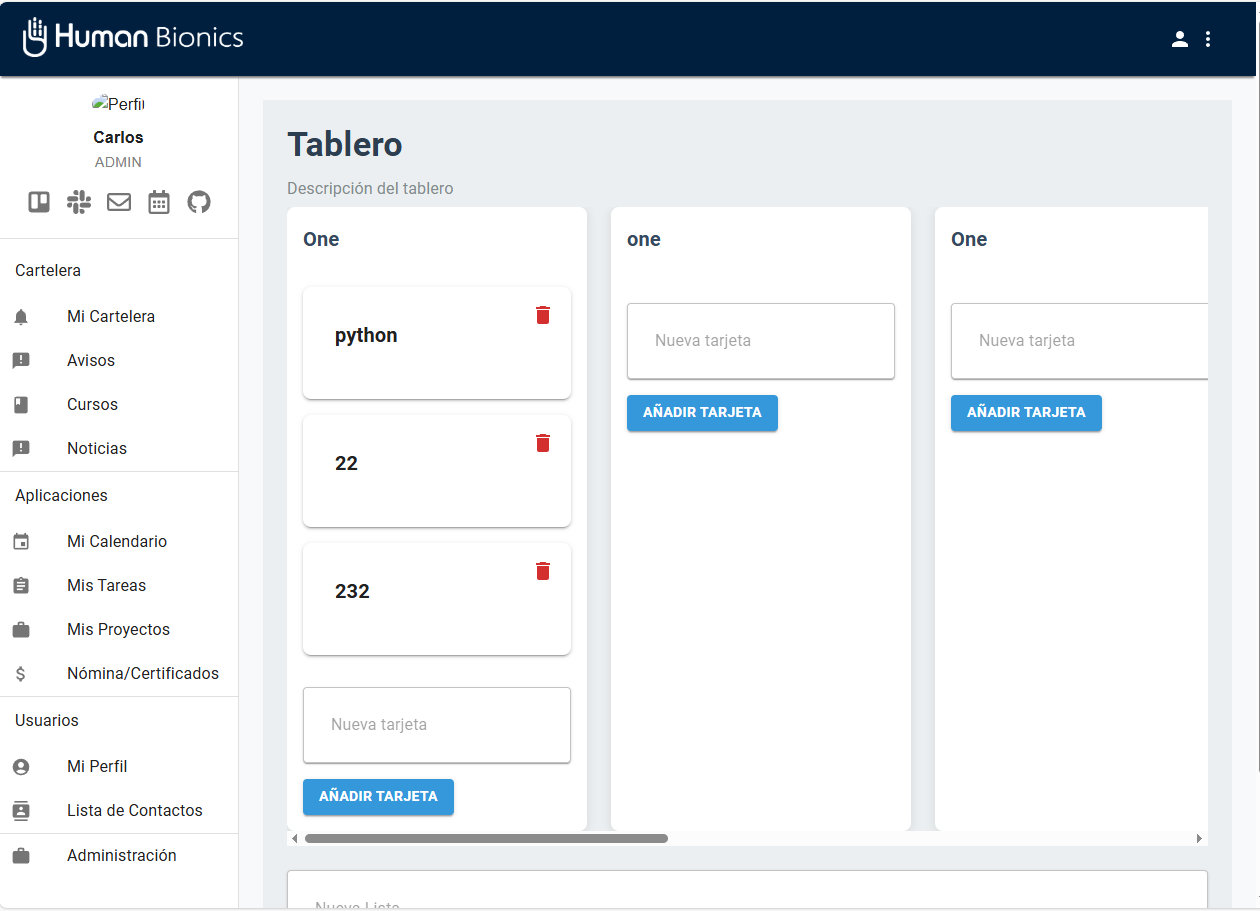 Human Bionics
Perfil
Carlos
ADMIN
Cartelera
Mi Cartelera
Avisos
Cursos
Noticias
Aplicaciones
Mi Calendario
Mis Tareas
Mis Proyectos
Nómina/Certificados
Usuarios
Mi Perfil
Lista de Contactos
Administración
Tablero
Descripción del tablero
One
python
22
232
Nueva tarjeta
AÑADIR TARJETA
one
Nueva tarjeta
AÑADIR TARJETA
One
Nueva tarjeta
AÑADIR TARJETA
Nueva Lista